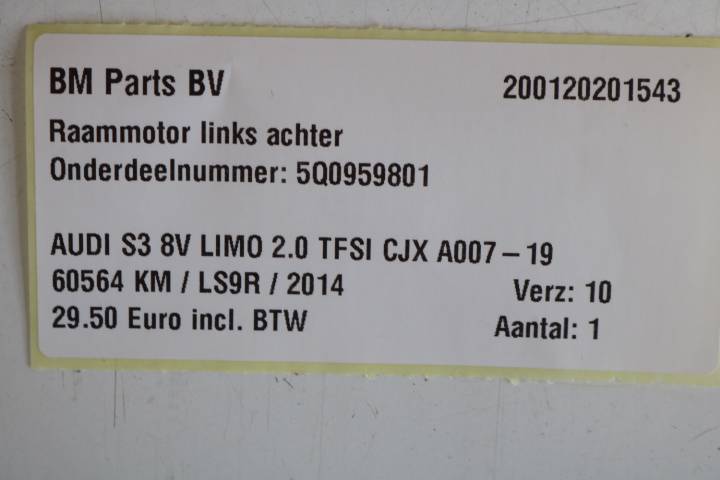 BM Parts BV 200120201543
Raammotor links achter
Onderdeelnummer: 5Q0959801
AUDI S3 8V LIMO 2.0 TFSI CJX A007 – 19
60564 KM / LS9R / 2014 Verz: 10
29.50 Euro incl. BTW Aantal: 1